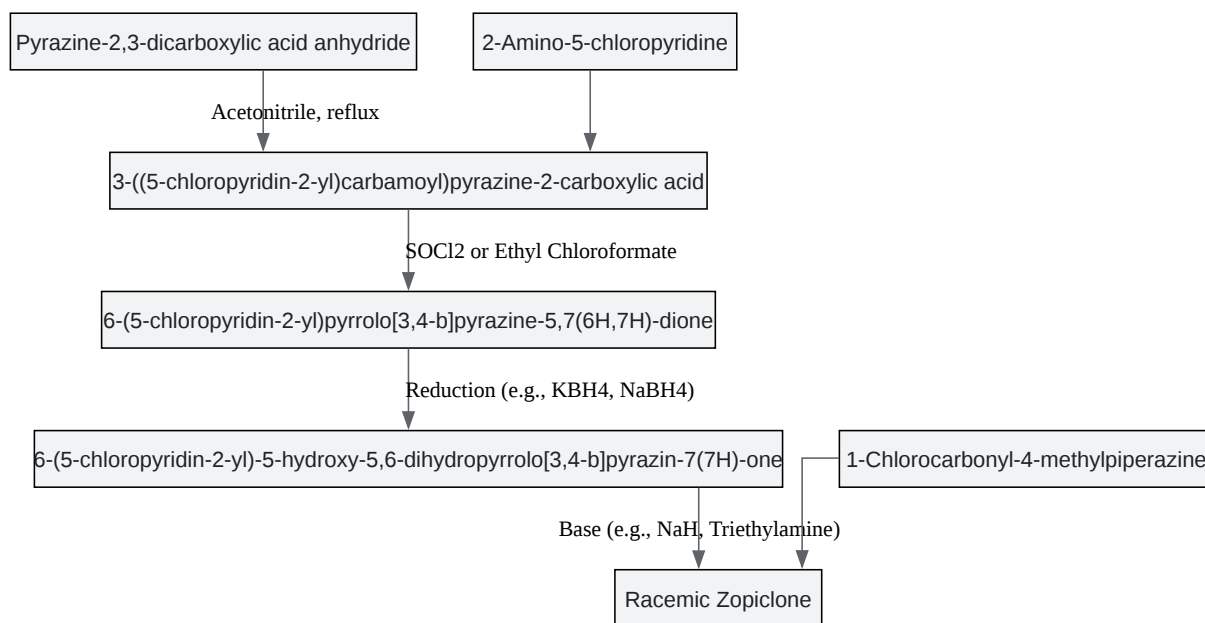 Pyrazine-2,3-dicarboxylic acid anhydride
2-Amino-5-chloropyridine
Acetonitrile, reflux
3-((5-chloropyridin-2-yl)carbamoyl)pyrazine-2-carboxylic acid
SOCl2 or Ethyl Chloroformate
6-(5-chloropyridin-2-yl)pyrrolo[3,4-b]pyrazine-5,7(6H,7H)-dione
Reduction (e.g., KBH4, NaBH4)
6-(5-chloropyridin-2-yl)-5-hydroxy-5,6-dihydropyrrolo[3,4-b]pyrazin-7(7H)-one
1-Chlorocarbonyl-4-methylpiperazine
Base (e.g., NaH, Triethylamine)
Racemic Zopiclone